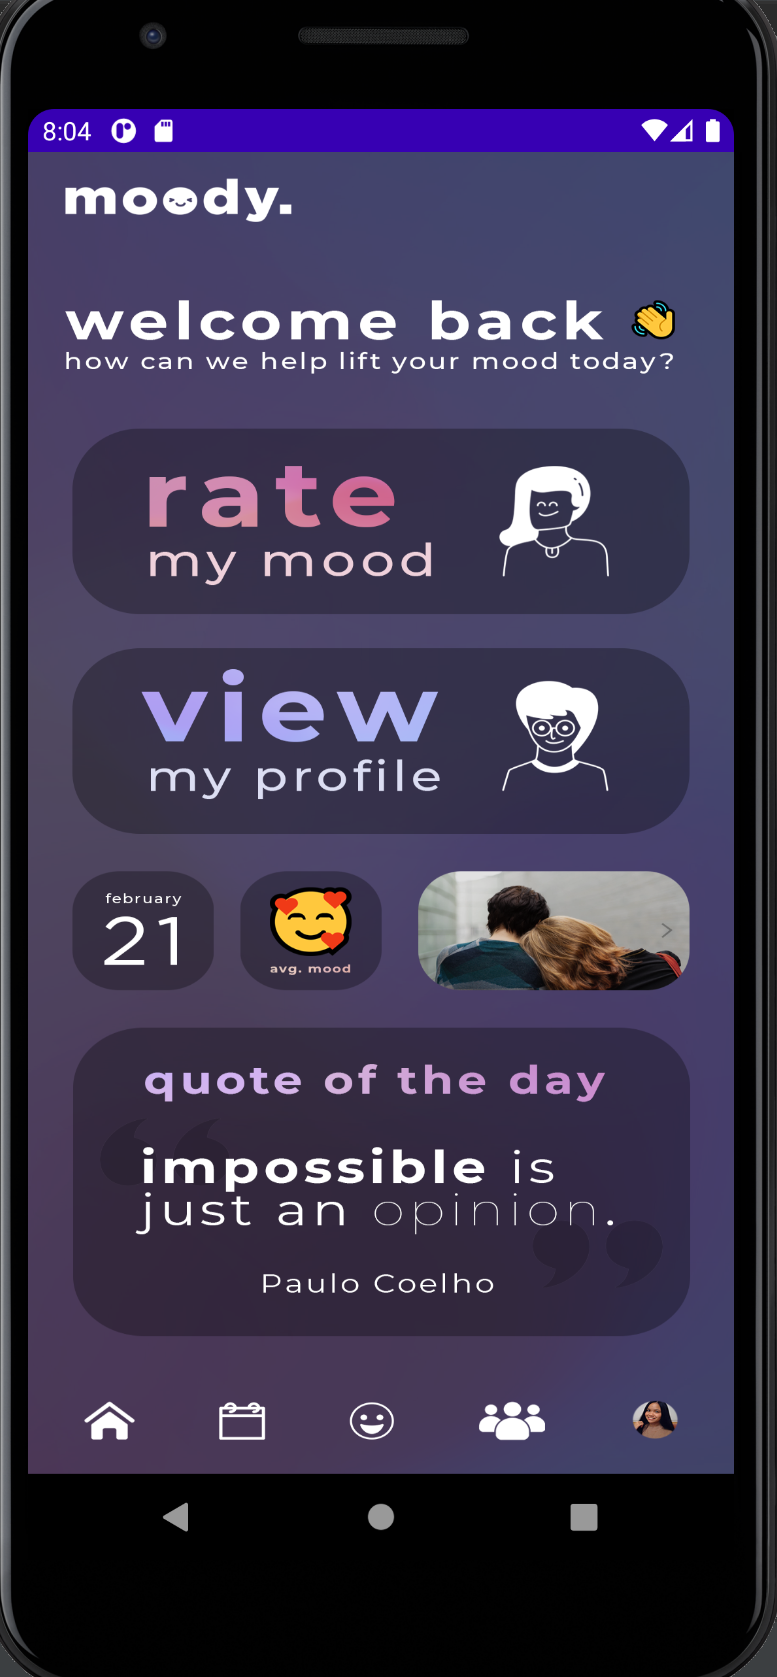 8:04
moody.
welcome back
how can we help lift your mood today?
rate
my mood
view
my profile
february
21
avg. mood
quote of the day
impossible is
just an opinion.
Paulo Coelho